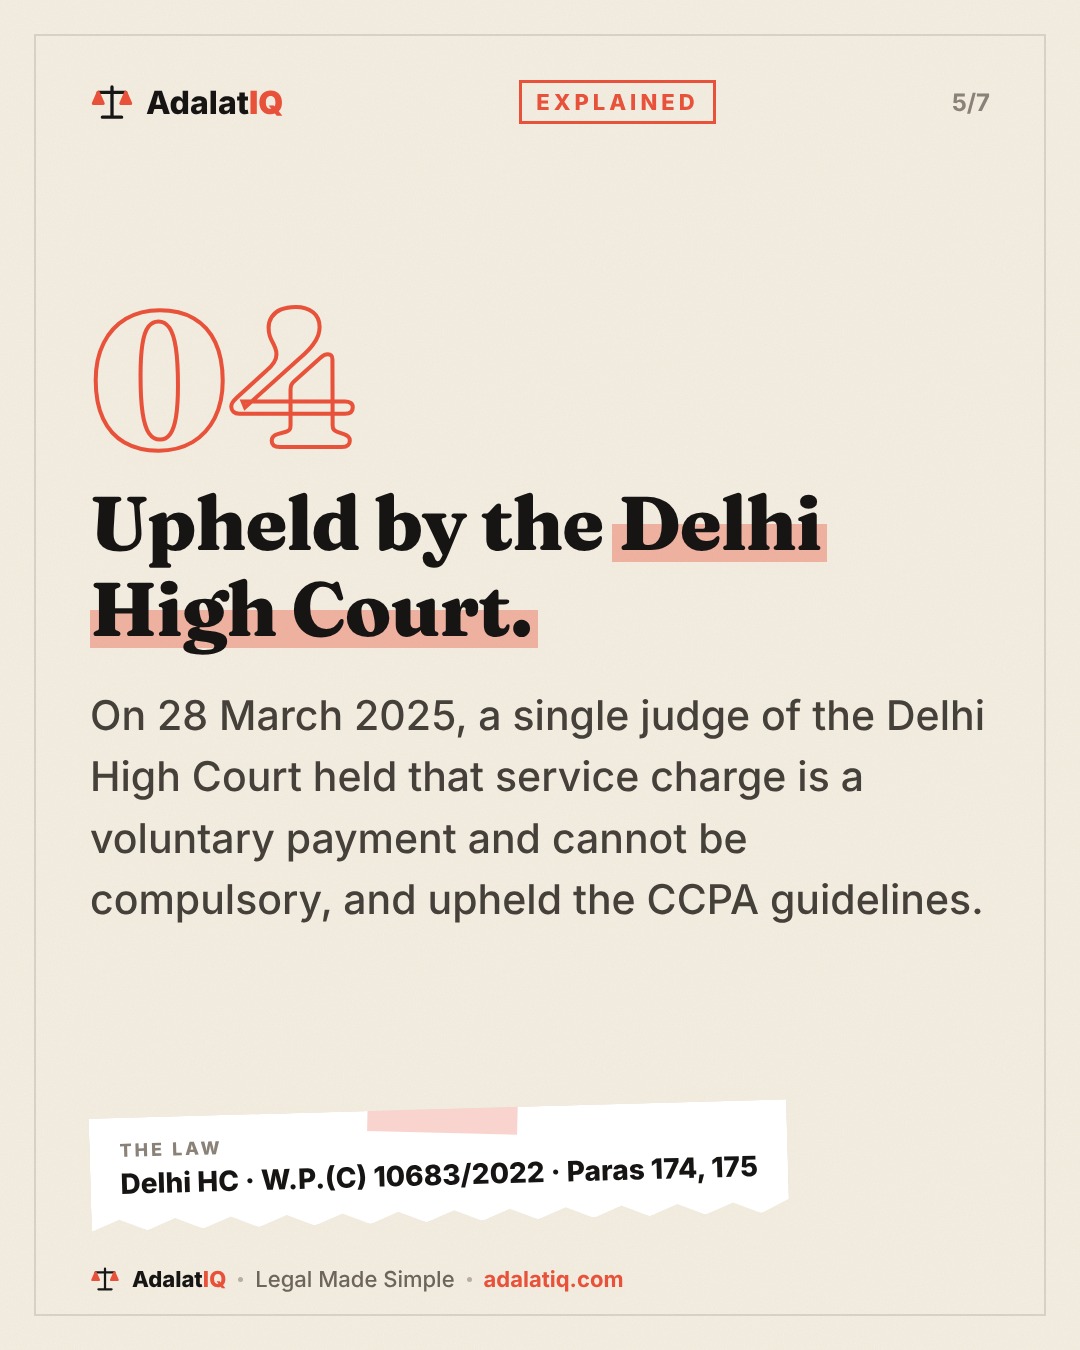 AdalatIQ
EXPLAINED
5/7
04
Upheld by the Delhi
High Court.
On 28 March 2025, a single judge of the Delhi
High Court held that service charge is a
voluntary payment and cannot be
compulsory, and upheld the CCPA guidelines.
THE LAW
Delhi HC · W.P.(C) 10683/2022 · Paras 174, 175
AdalatIQ • Legal Made Simple • adalatiq.com